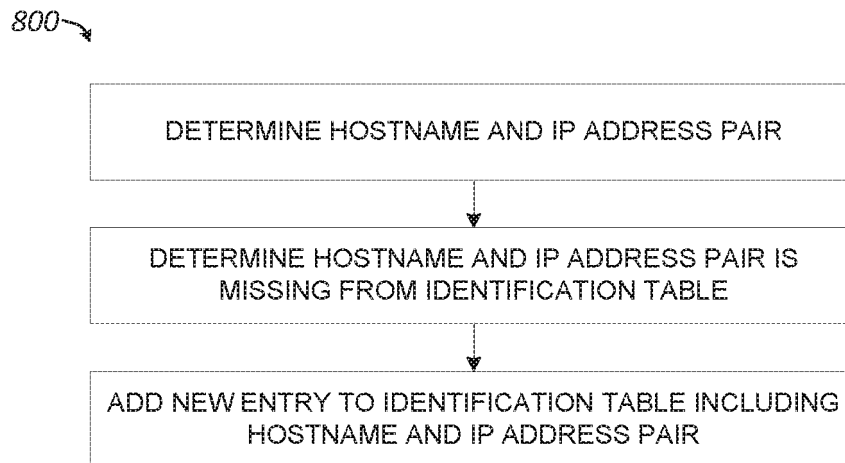 800
DETERMINE HOSTNAME AND IP ADDRESS PAIR
DETERMINE HOSTNAME AND IP ADDRESS PAIR IS
MISSING FROM IDENTIFICATION TABLE
ADD NEW ENTRY TO IDENTIFICATION TABLE INCLUDING
HOSTNAME AND IP ADDRESS PAIR